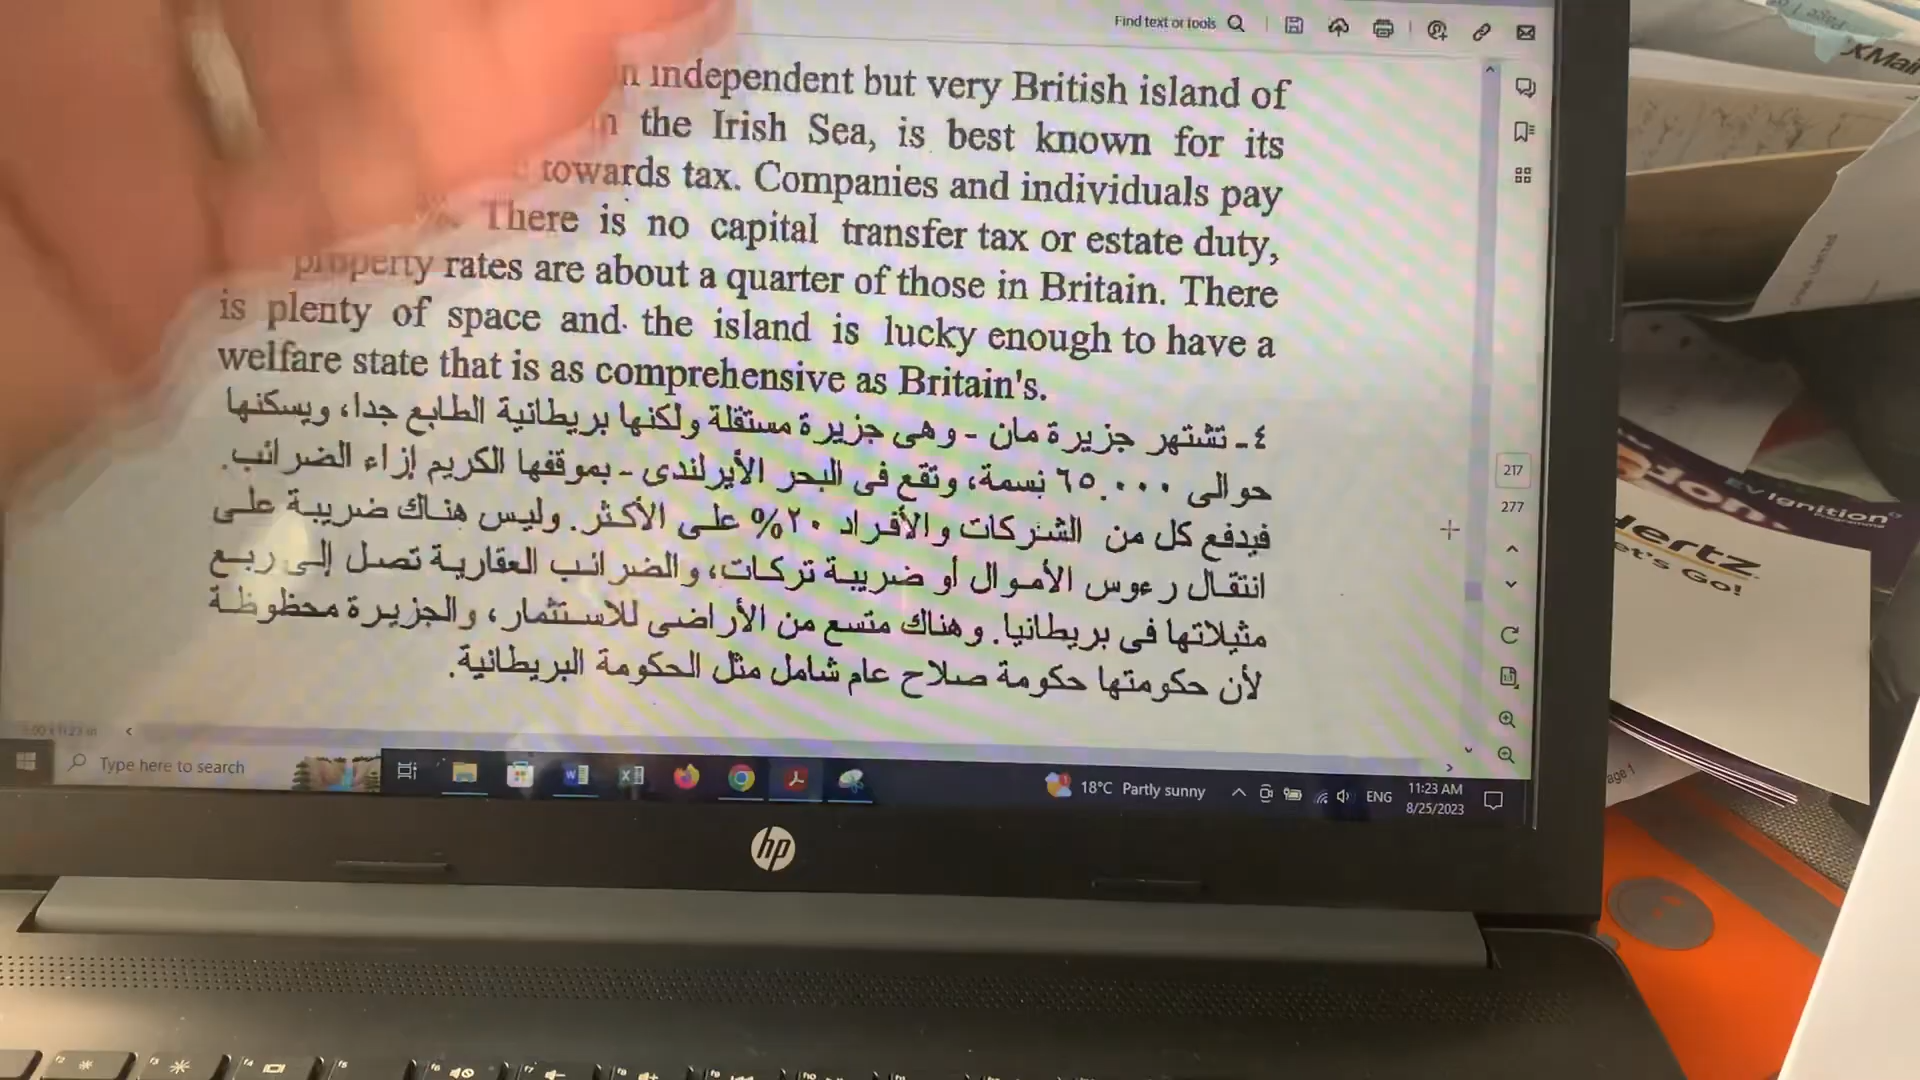 Find text or tools
independent but very British island of
the Irish Sea, is best known for its
towards tax. Companies and individuals pay
There is no capital transfer tax or estate duty,
property rates are about a quarter of those in Britain. There
is plenty of space and the island is lucky enough to have a
welfare state that is as comprehensive as Britain's.
٤- تشتهر جزيرة مان - وهى جزيرة مستقلة ولكنها بريطانية الطابع جدا، ويسكنها
حوالى ٦٥.٠٠٠ نسمة، وتقع فى البحر الأيرلندى - بموقفها الكريم إزاء الضرائب.
فيدفع كل من الشركات والأفراد ٢٠% على الأكثر. وليس هناك ضريبة على
انتقال رءوس الأموال أو ضريبة تركات، والضرائب العقارية تصل إلى ربع
مثيلاتها فى بريطانيا. وهناك متسع من الأراضى للاستثمار، والجزيرة محظوظة
لأن حكومتها حكومة صلاح عام شامل مثل الحكومة البريطانية.
217
277
Type here to search
18°C Partly sunny
ENG
11:23 AM
8/25/2023
hp
XMail
EV Ignition
Hertz
Let's Go!
age 1